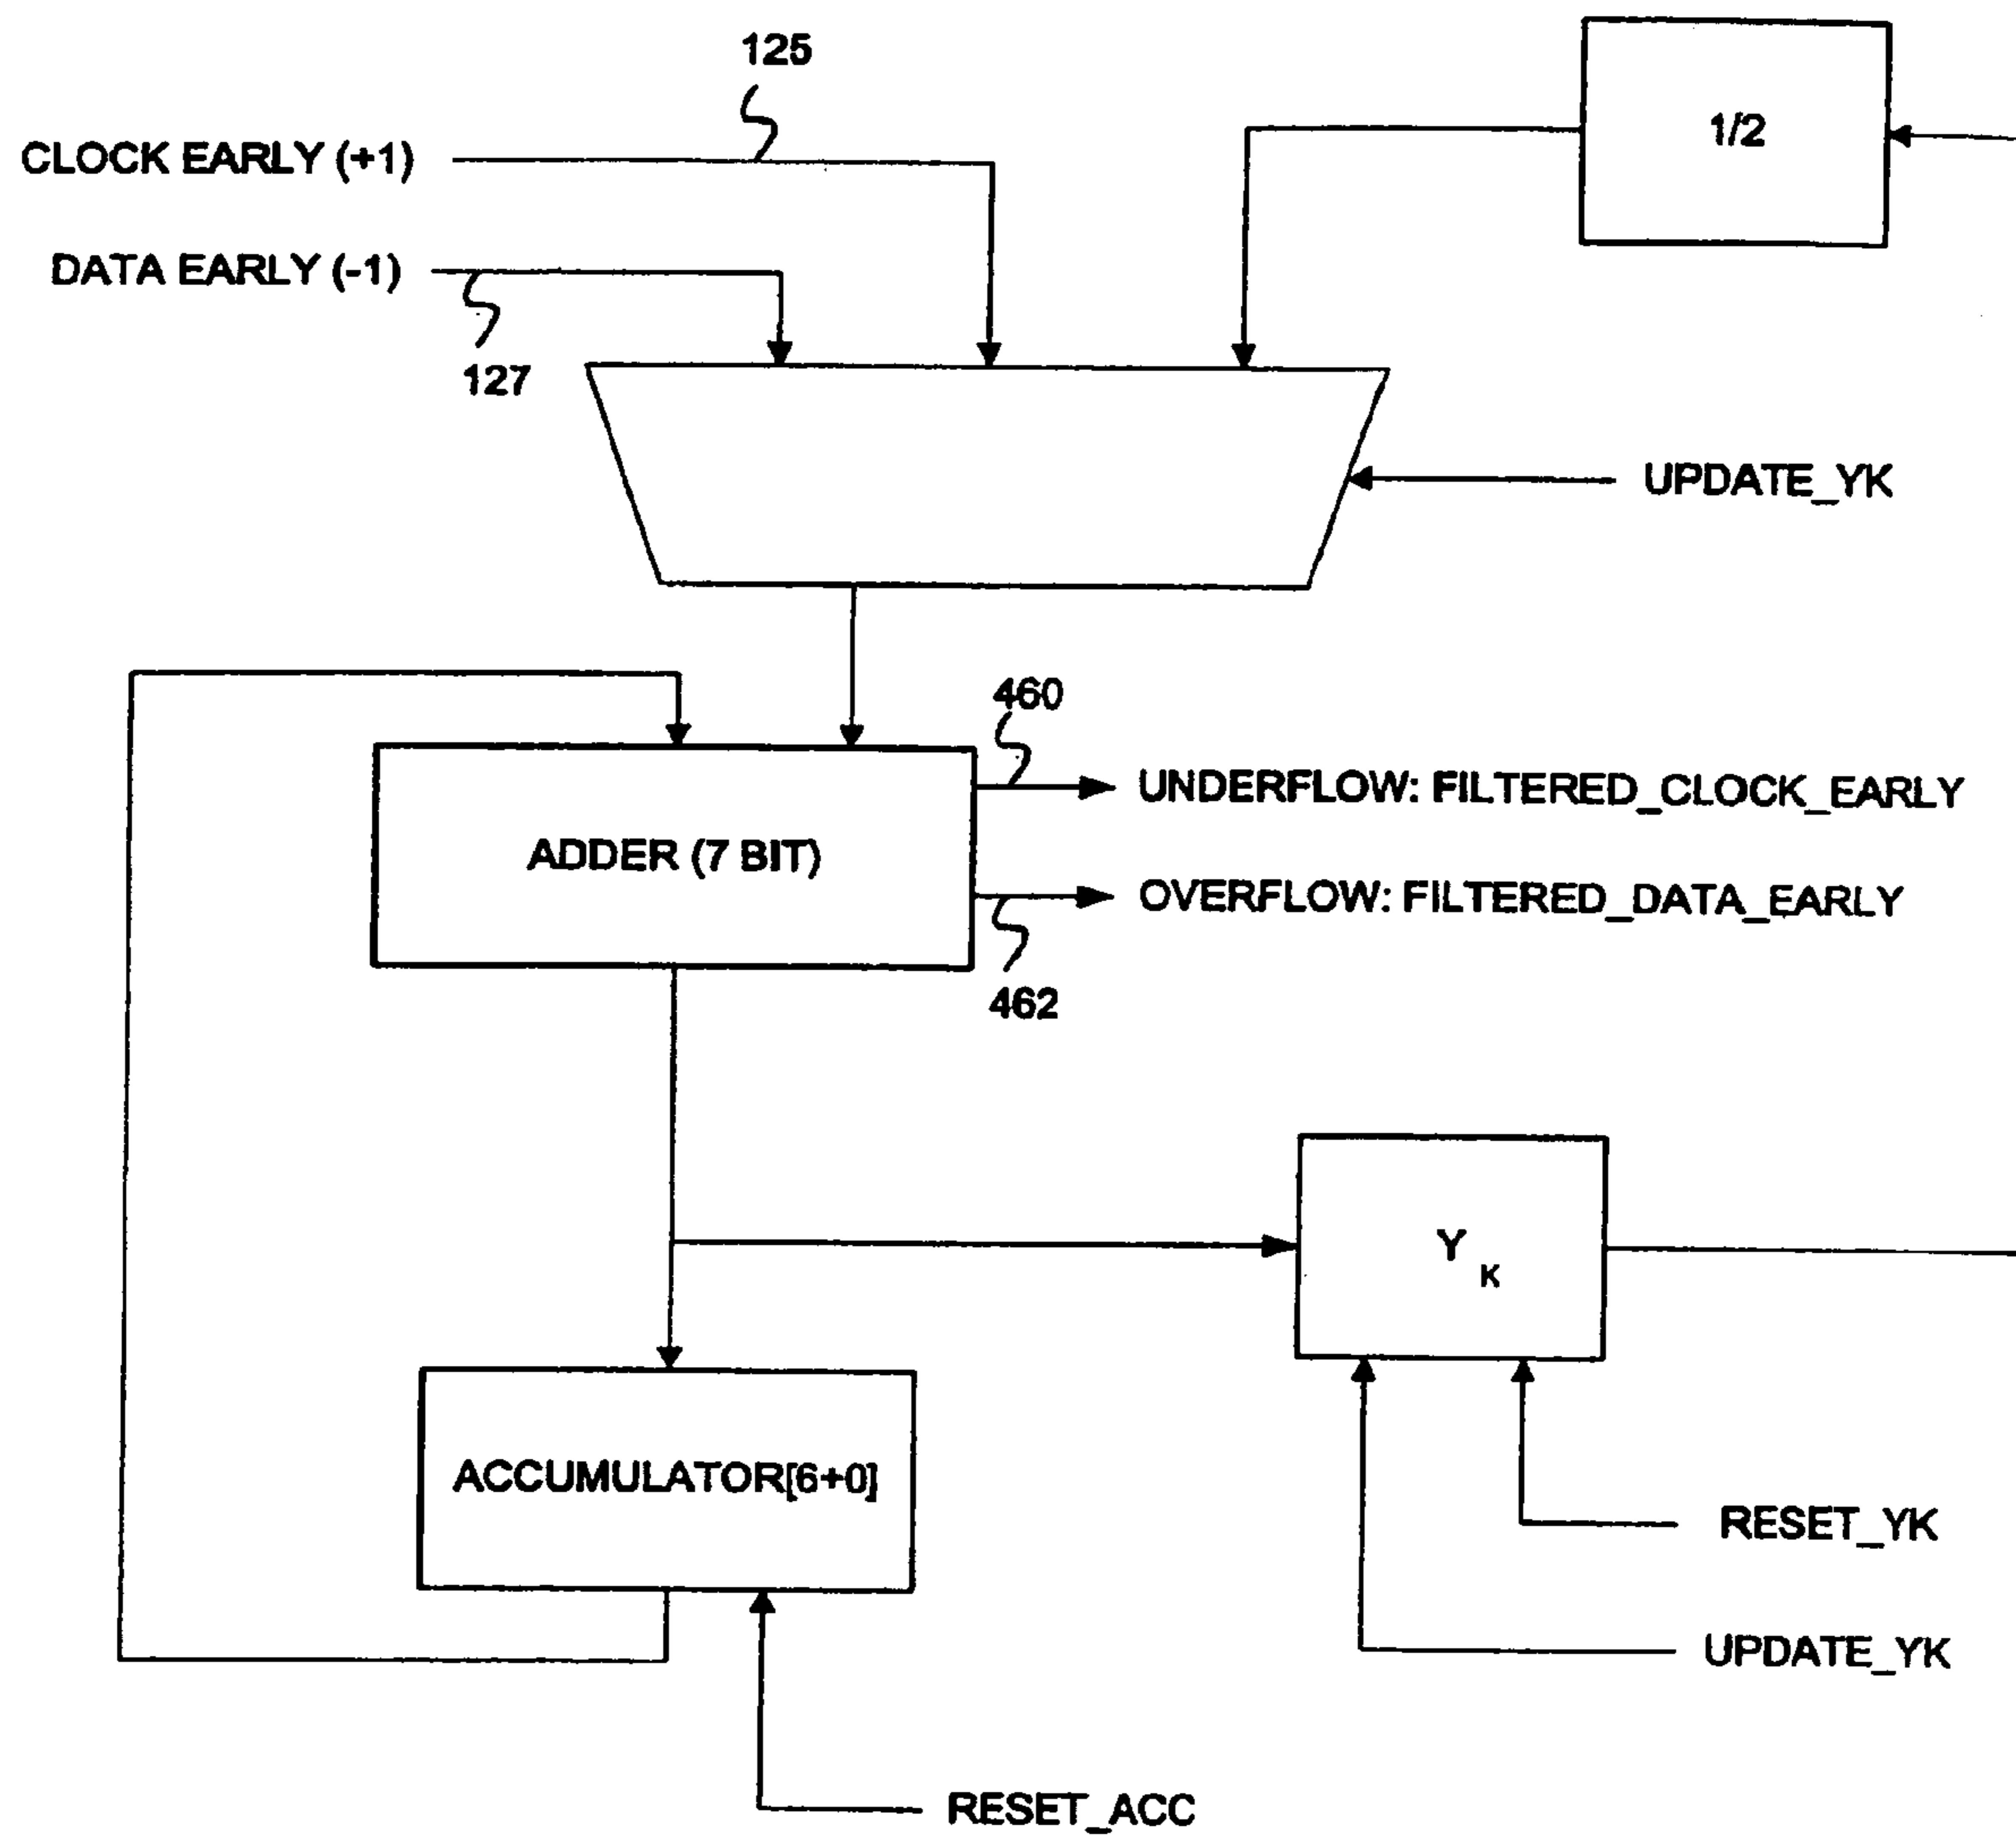 125
1/2
CLOCK EARLY (+1)
DATA EARLY (-1)
127
UPDATE_YK
460
UNDERFLOW: FILTERED_CLOCK_EARLY
ADDER (7 BIT)
OVERFLOW: FILTERED_DATA_EARLY
462
Y K
ACCUMULATOR[6+0]
RESET_YK
UPDATE_YK
RESET_ACC